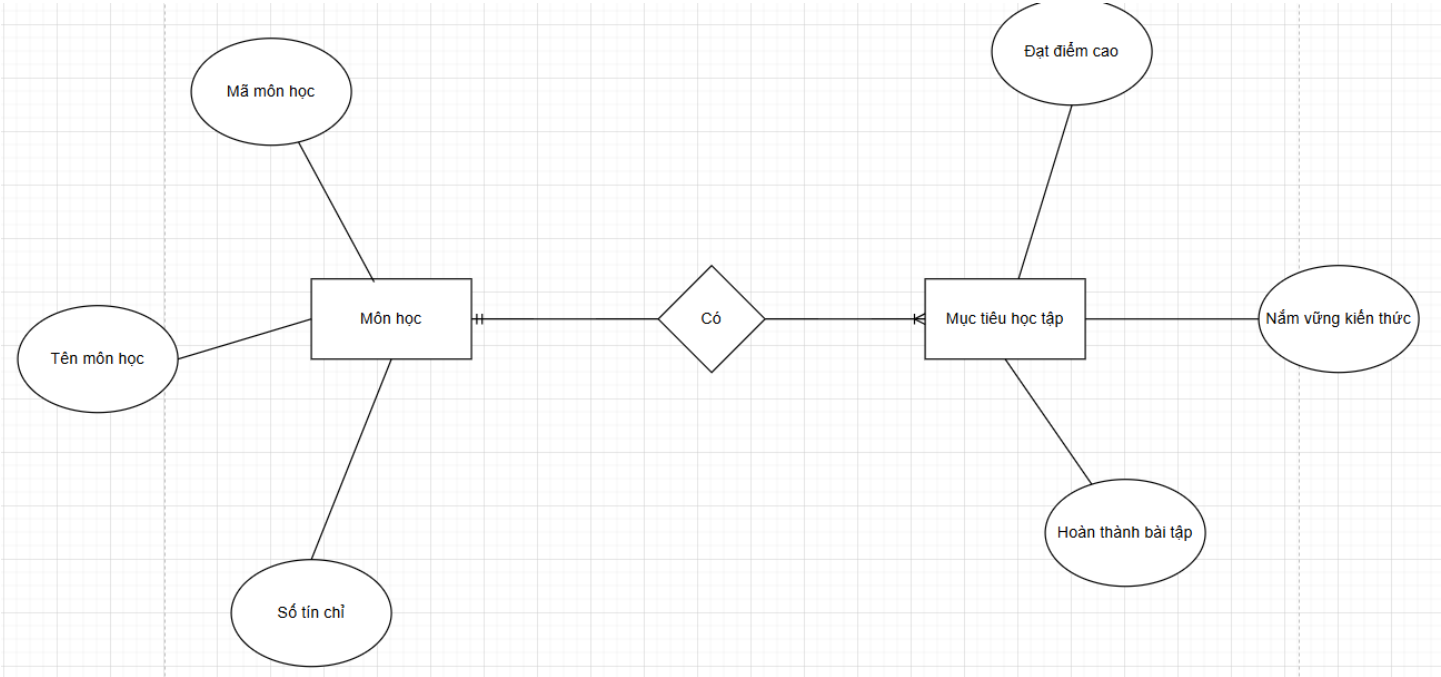 Đạt điểm cao
Mã môn học
Môn học
Có
Mục tiêu học tập
Nắm vững kiến thức
Tên môn học
Hoàn thành bài tập
Số tín chỉ